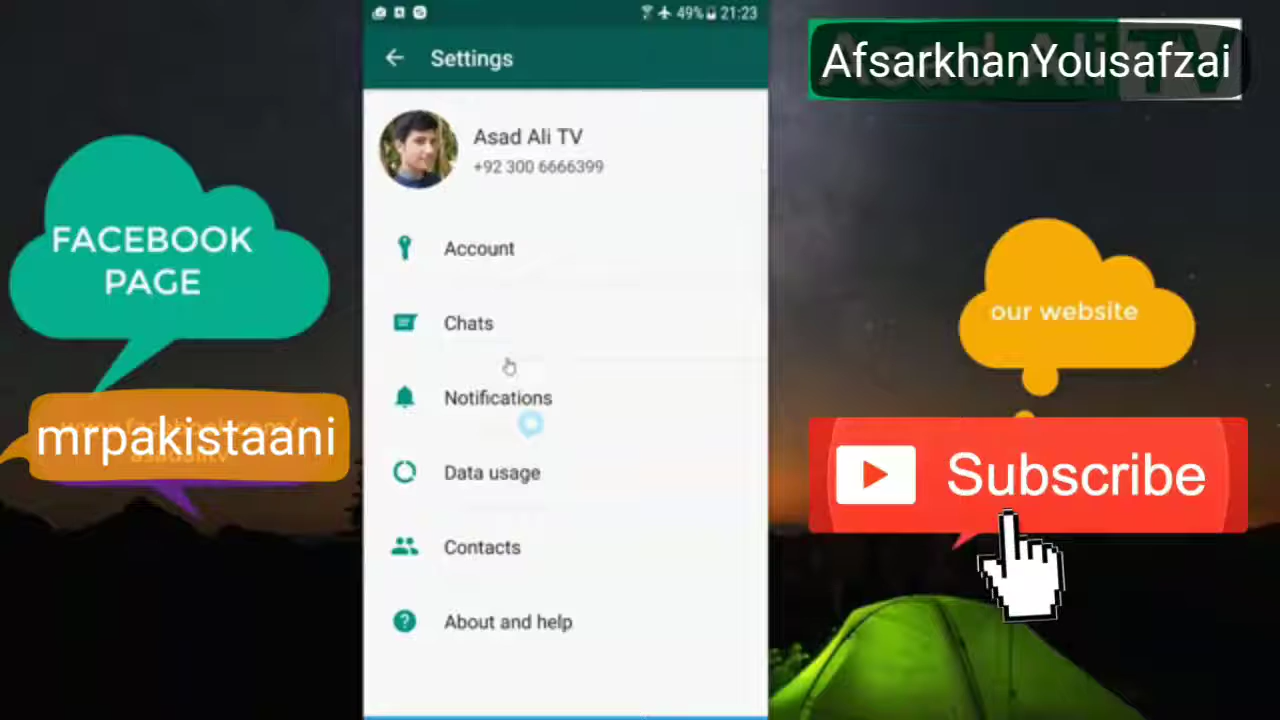 49% 21:23
Settings
Asad Ali TV
+92 300 6666399
Account
Chats
Notifications
Data usage
Contacts
About and help
FACEBOOK
PAGE
mrpakistaani
AfsarkhanYousafzai
our website
Subscribe